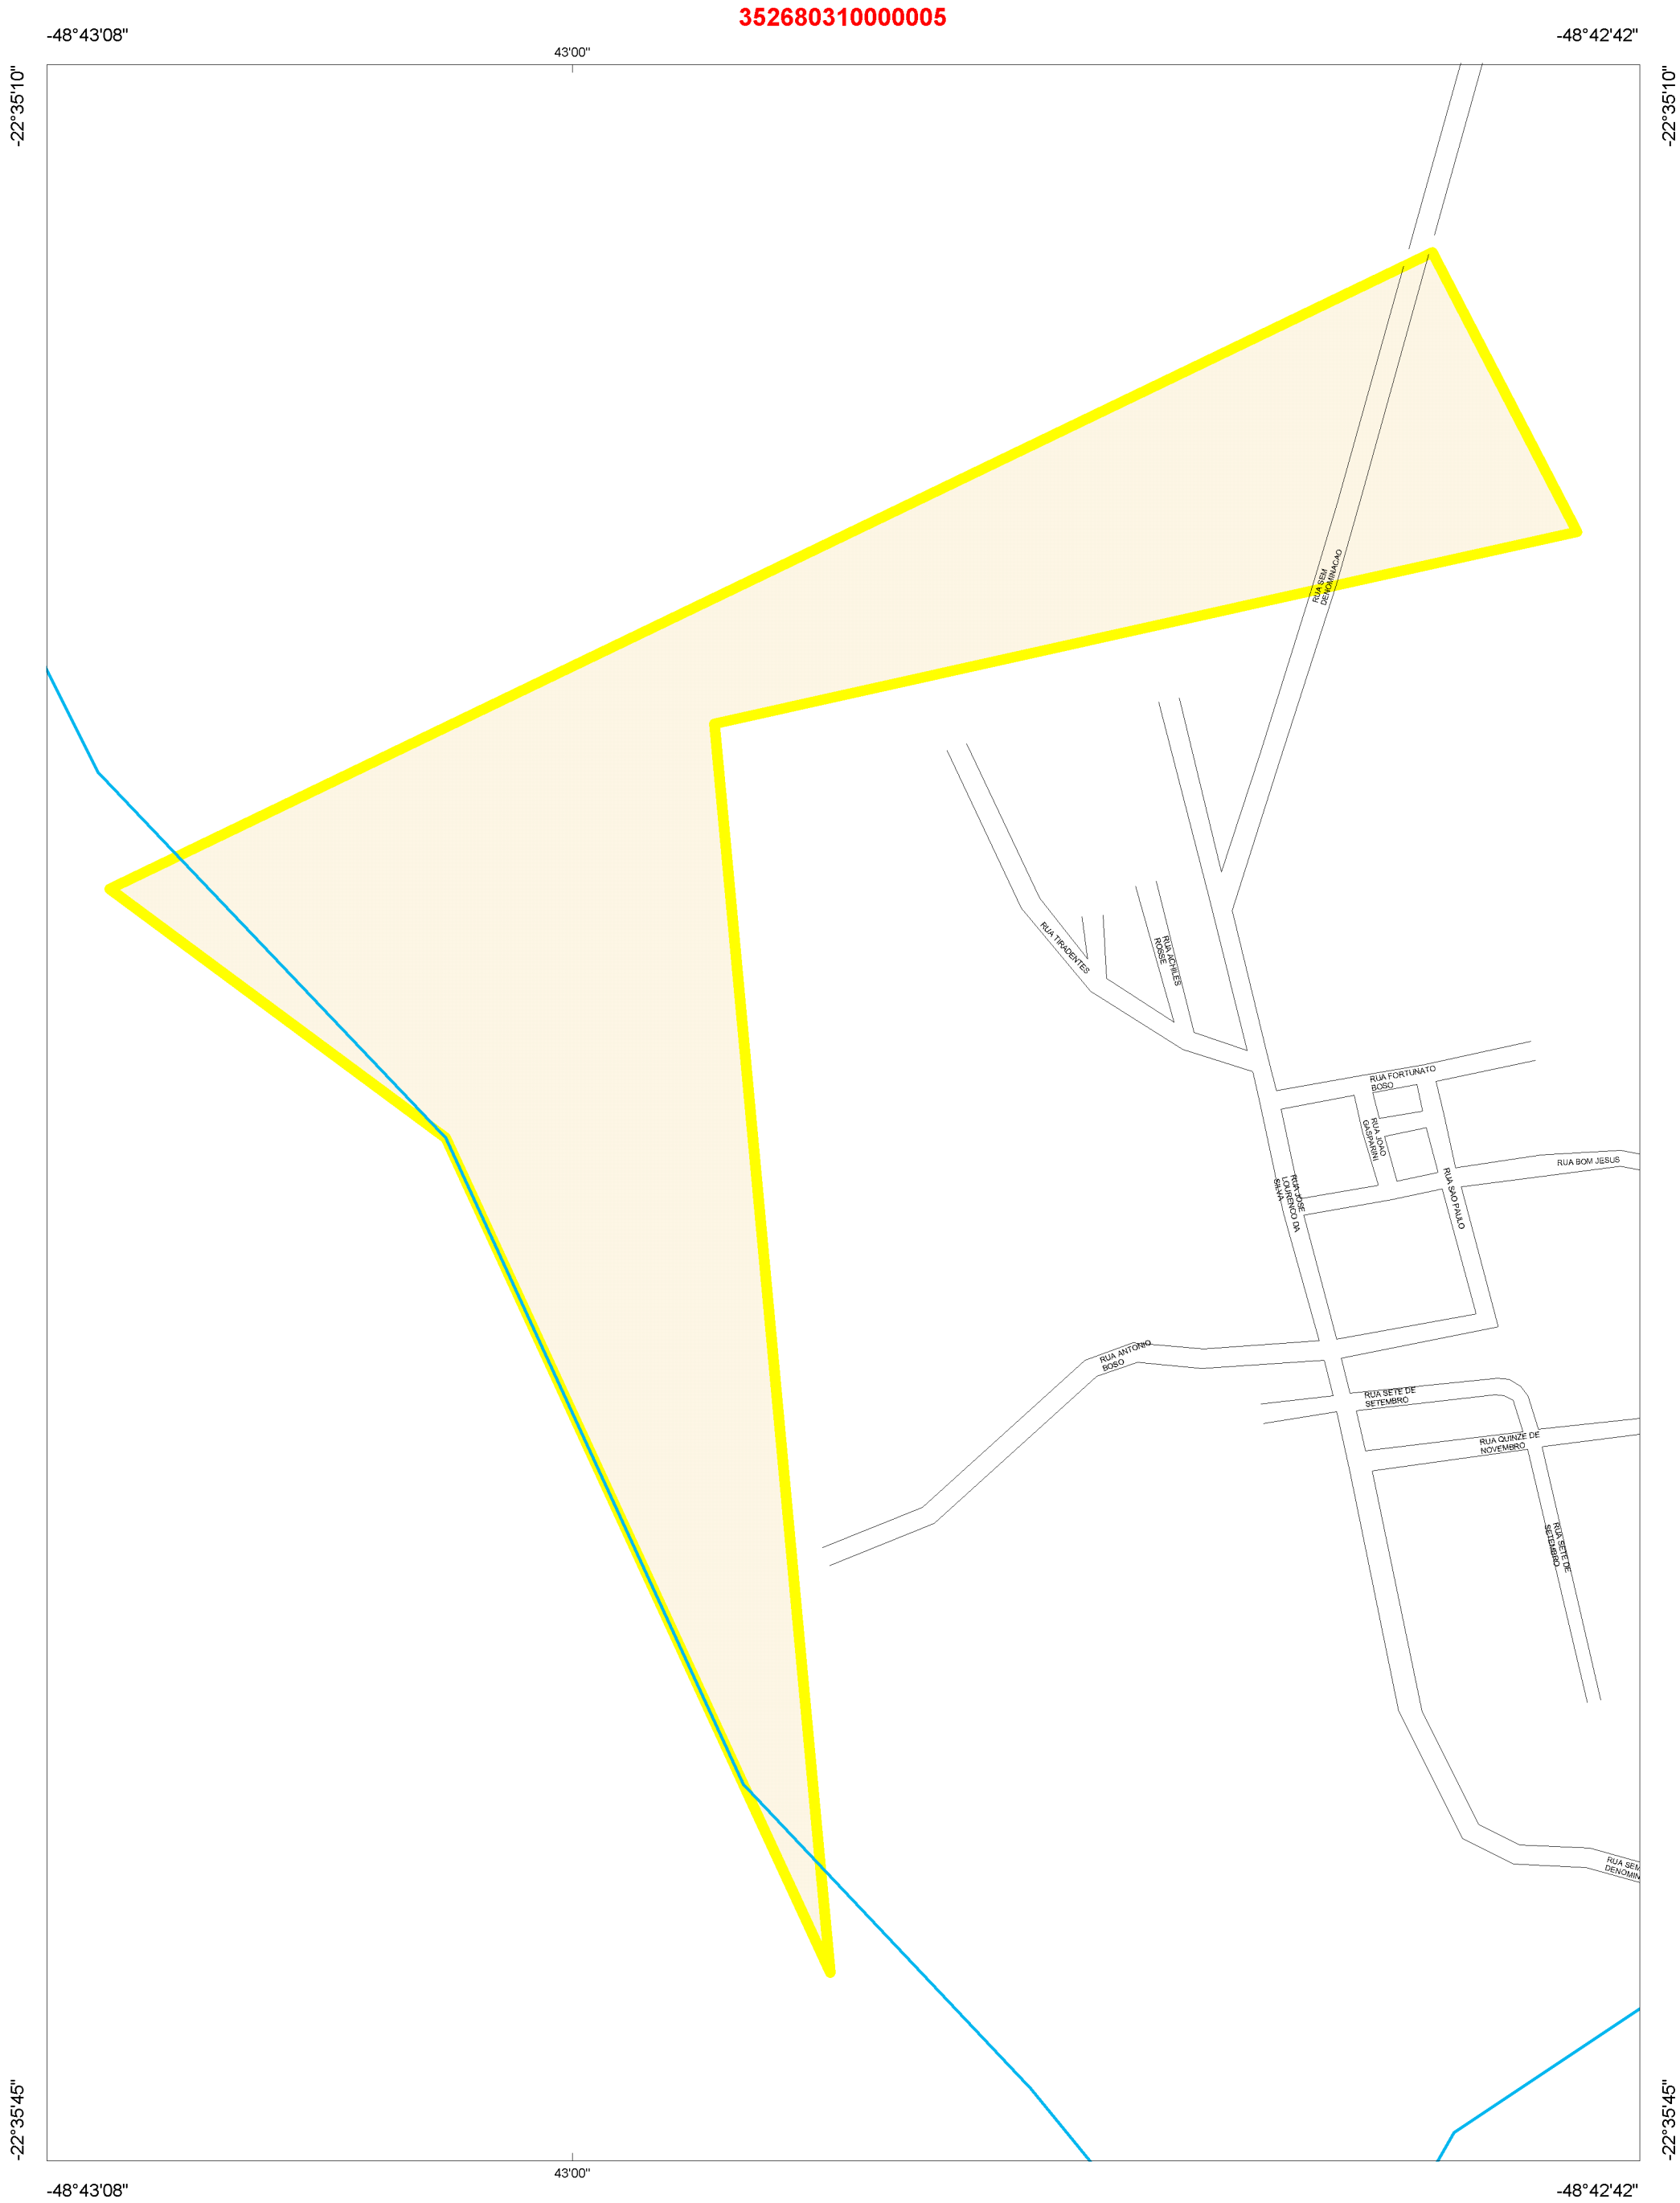 352680310000005
-48°43'08"
43'00"
-48°42'42"
-22°35'10"
-22°35'10"
RUA SEM
DENOMINACAO
RUA TIRADENTES
RUA ACHILES
ROSSE
RUA FORTUNATO
BOSO
RUA JOAO
GASPARINI
RUA BOM JESUS
RUA JOSE
LOURENCO DA
SILVA
RUA SAO PAULO
RUA ANTONIO
BOSO
RUA SETE DE
SETEMBRO
RUA QUINZE DE
NOVEMBRO
RUA SETE DE
SETEMBRO
RUA SEM
DENOMIN
-22°35'45"
-22°35'45"
-48°43'08"
43'00"
-48°42'42"